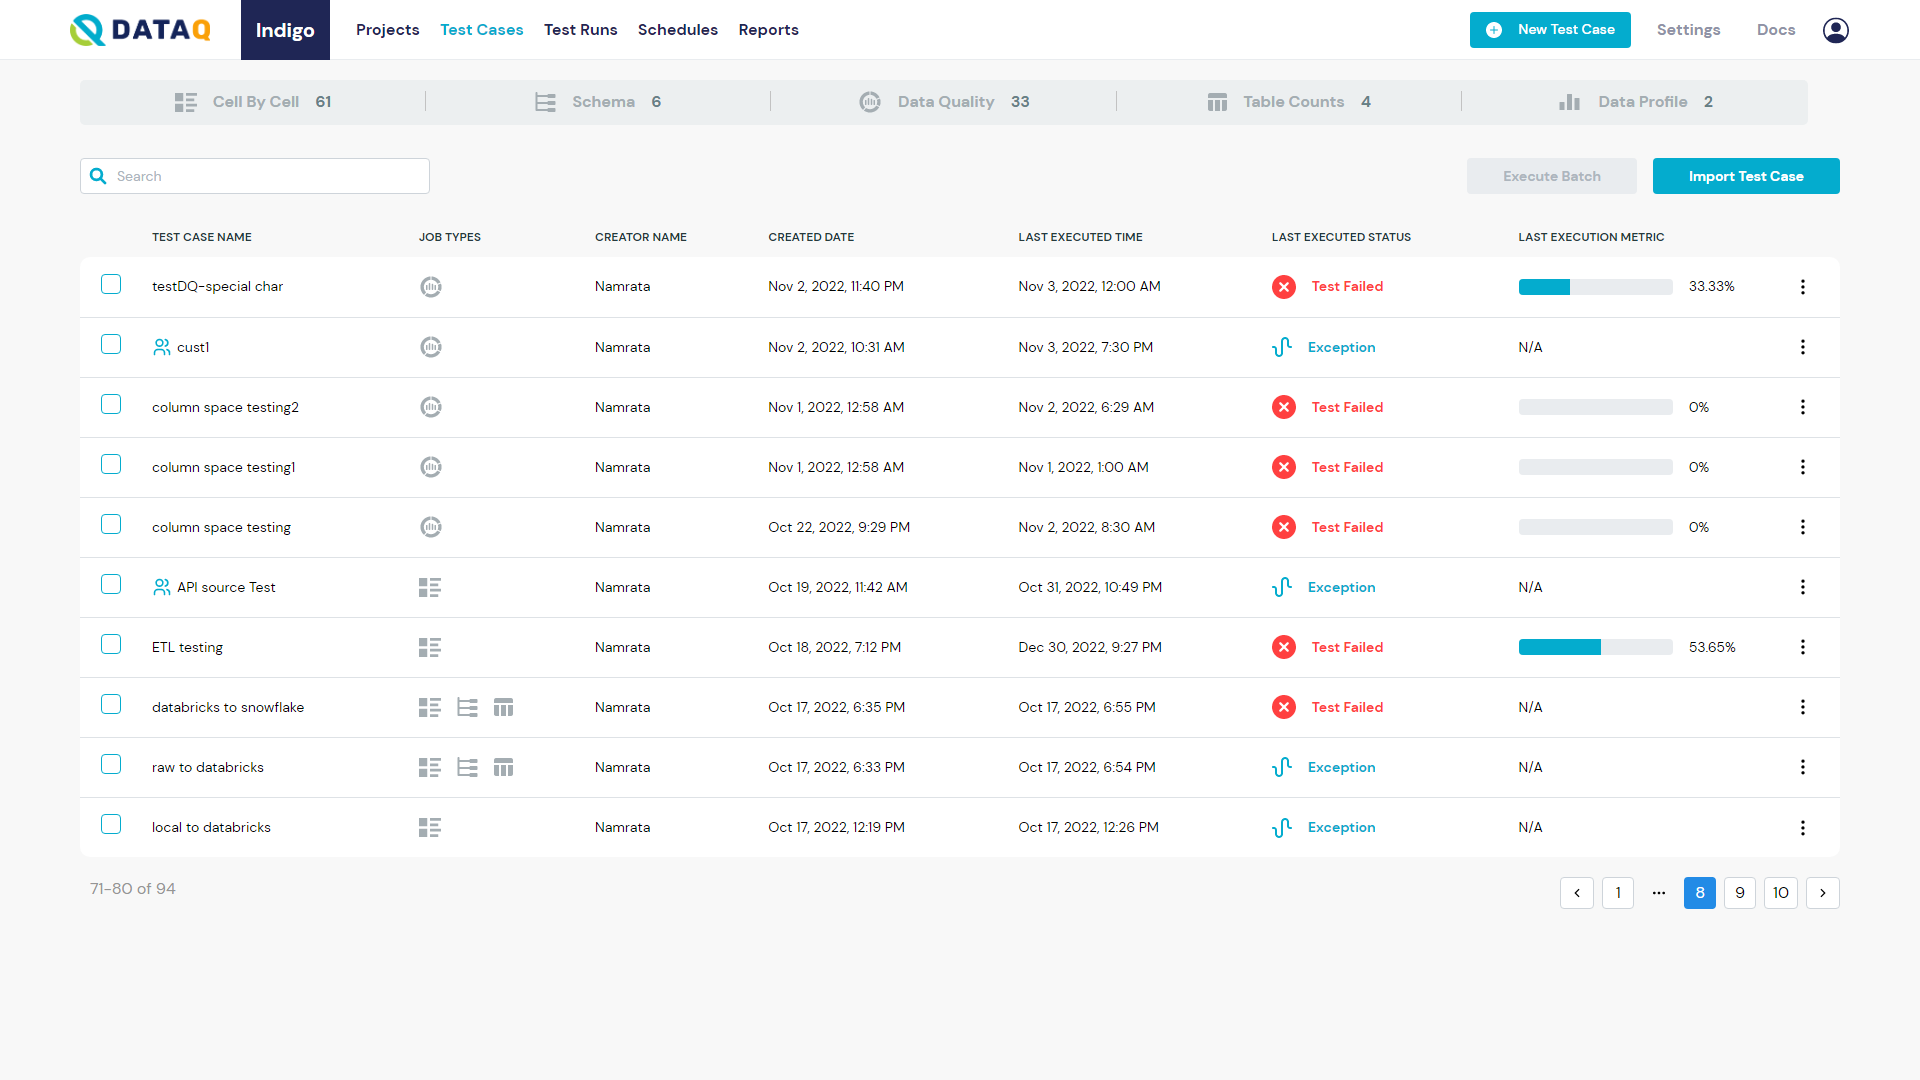 DATAQ Indigo Projects Test Cases Test Runs Schedules Reports New Test Case Settings Docs
Cell By Cell 61 Schema 6 Data Quality 33 Table Counts 4 Data Profile 2
Search Execute Batch Import Test Case
TEST CASE NAME JOB TYPES CREATOR NAME CREATED DATE LAST EXECUTED TIME LAST EXECUTED STATUS LAST EXECUTION METRIC
testDQ-special char Namrata Nov 2, 2022, 11:40 PM Nov 3, 2022, 12:00 AM Test Failed 33.33%
cust1 Namrata Nov 2, 2022, 10:31 AM Nov 3, 2022, 7:30 PM Exception N/A
column space testing2 Namrata Nov 1, 2022, 12:58 AM Nov 2, 2022, 6:29 AM Test Failed 0%
column space testing1 Namrata Nov 1, 2022, 12:58 AM Nov 1, 2022, 1:00 AM Test Failed 0%
column space testing Namrata Oct 22, 2022, 9:29 PM Nov 2, 2022, 8:30 AM Test Failed 0%
API source Test Namrata Oct 19, 2022, 11:42 AM Oct 31, 2022, 10:49 PM Exception N/A
ETL testing Namrata Oct 18, 2022, 7:12 PM Dec 30, 2022, 9:27 PM Test Failed 53.65%
databricks to snowflake Namrata Oct 17, 2022, 6:35 PM Oct 17, 2022, 6:55 PM Test Failed N/A
raw to databricks Namrata Oct 17, 2022, 6:33 PM Oct 17, 2022, 6:54 PM Exception N/A
local to databricks Namrata Oct 17, 2022, 12:19 PM Oct 17, 2022, 12:26 PM Exception N/A
71-80 of 94 1 ••• 8 9 10